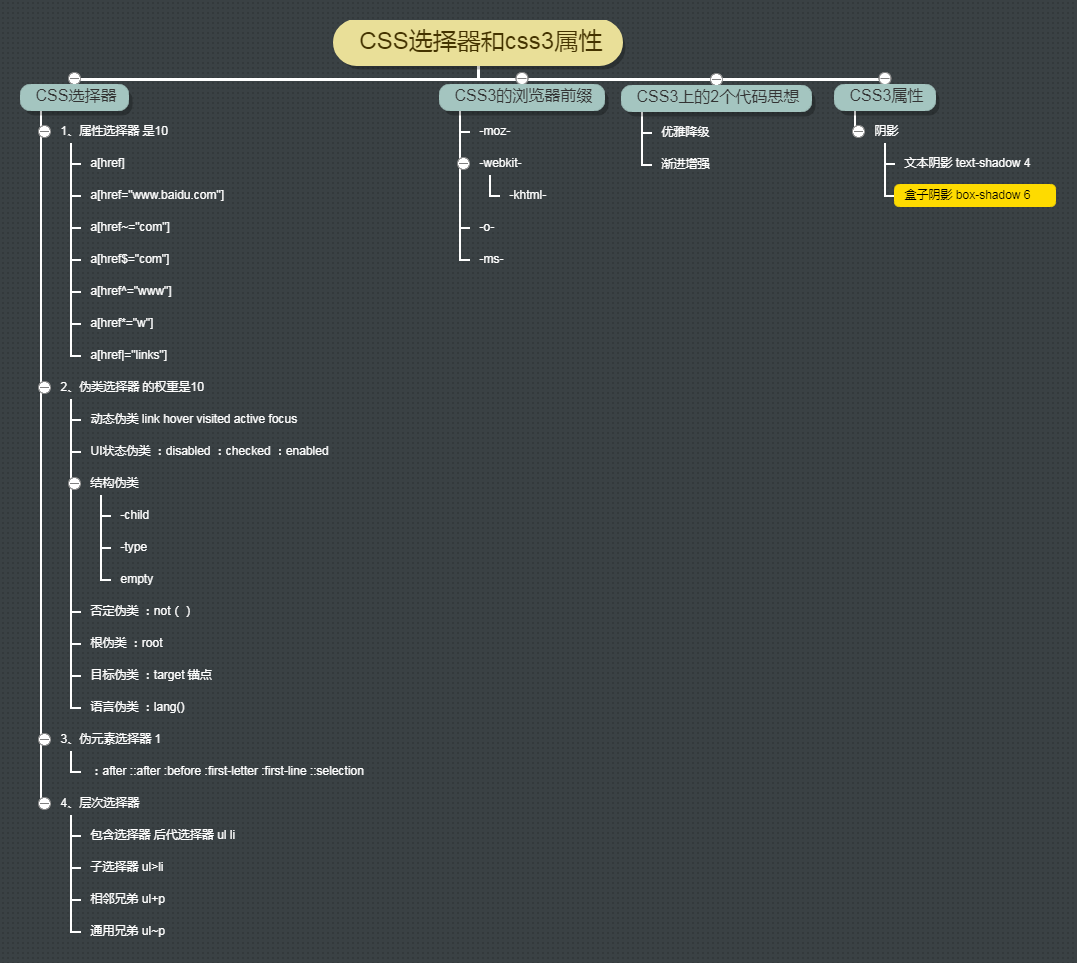 CSS选择器和css3属性
CSS选择器
1、属性选择器 是10
a[href]
a[href="www.baidu.com"]
a[href~="com"]
a[href$="com"]
a[href^="www"]
a[href*="w"]
a[href|="links"]
2、伪类选择器 的权重是10
动态伪类 link hover visited active focus
UI状态伪类 ：disabled ：checked ：enabled
结构伪类
-child
-type
empty
否定伪类 ：not（ ）
根伪类 ：root
目标伪类 ：target 锚点
语言伪类 ：lang()
3、伪元素选择器 1
：after ::after :before :first-letter :first-line ::selection
4、层次选择器
包含选择器 后代选择器 ul li
子选择器 ul>li
相邻兄弟 ul+p
通用兄弟 ul~p
CSS3的浏览器前缀
-moz-
-webkit-
-khtml-
-o-
-ms-
CSS3上的2个代码思想
优雅降级
渐进增强
CSS3属性
阴影
文本阴影 text-shadow 4
盒子阴影 box-shadow 6